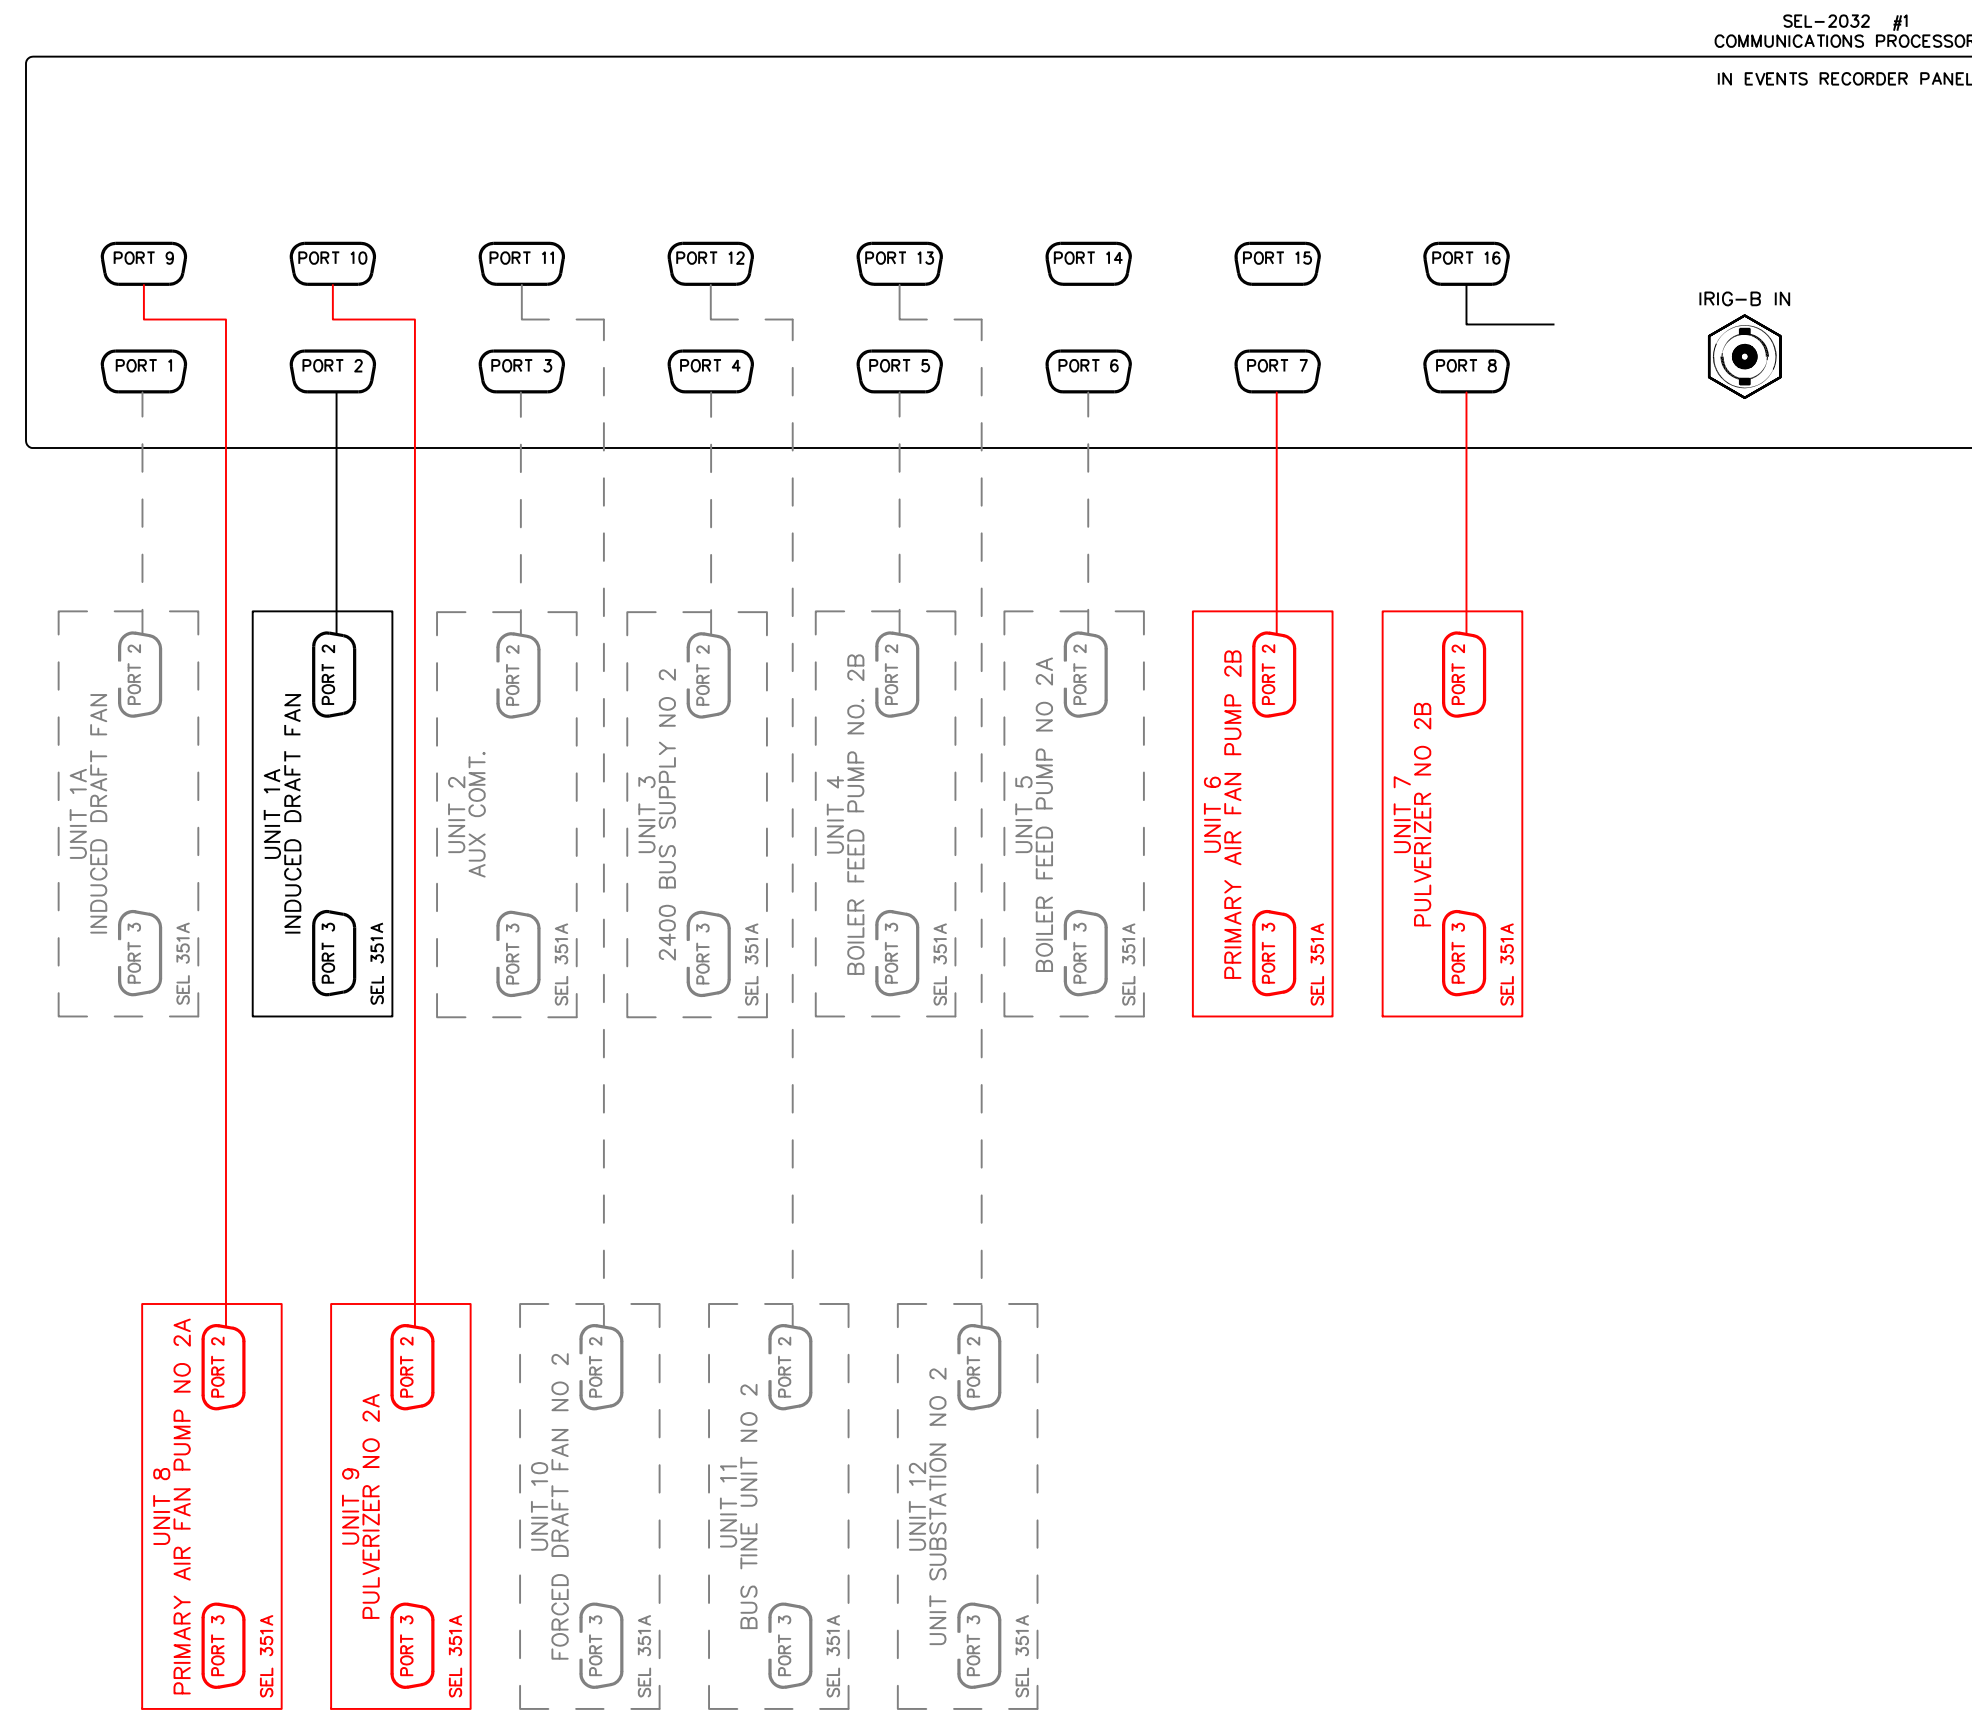 SEL-2032 #1
COMMUNICATIONS PROCESSOR
IN EVENTS RECORDER PANEL
PORT 9
PORT 10
PORT 11
PORT 12
PORT 13
PORT 14
PORT 15
PORT 16
IRIG-B IN
PORT 1
PORT 2
PORT 3
PORT 4
PORT 5
PORT 6
PORT 7
PORT 8
UNIT 1A
INDUCED DRAFT FAN
PORT 2
PORT 3
SEL 351A
UNIT 1A
INDUCED DRAFT FAN
PORT 2
PORT 3
SEL 351A
UNIT 2
AUX COMT.
PORT 2
PORT 3
SEL 351A
UNIT 3
2400 BUS SUPPLY NO 2
PORT 2
PORT 3
SEL 351A
UNIT 4
BOILER FEED PUMP NO. 2B
PORT 2
PORT 3
SEL 351A
UNIT 5
BOILER FEED PUMP NO 2A
PORT 2
PORT 3
SEL 351A
UNIT 6
PRIMARY AIR FAN PUMP 2B
PORT 2
PORT 3
SEL 351A
UNIT 7
PULVERIZER NO 2B
PORT 2
PORT 3
SEL 351A
UNIT 8
PRIMARY AIR FAN PUMP NO 2A
PORT 2
PORT 3
SEL 351A
UNIT 9
PULVERIZER NO 2A
PORT 2
PORT 3
SEL 351A
UNIT 10
FORCED DRAFT FAN NO 2
PORT 2
PORT 3
SEL 351A
UNIT 11
BUS TINE UNIT NO 2
PORT 2
PORT 3
SEL 351A
UNIT 12
UNIT SUBSTATION NO 2
PORT 2
PORT 3
SEL 351A